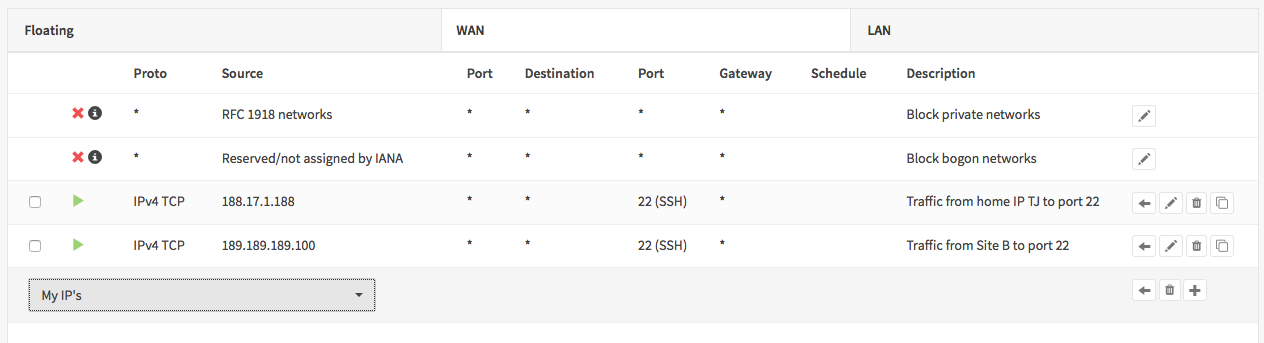 Floating WAN LAN
Proto Source Port Destination Port Gateway Schedule Description
* RFC 1918 networks * * * * Block private networks
* Reserved/not assigned by IANA * * * * Block bogon networks
IPv4 TCP 188.17.1.188 * * 22 (SSH) * Traffic from home IP TJ to port 22
IPv4 TCP 189.189.189.100 * * 22 (SSH) * Traffic from Site B to port 22
My IP's